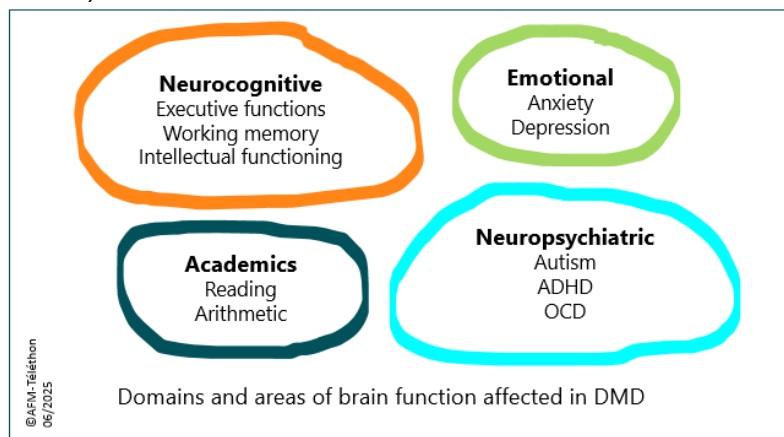 Neurocognitive
Executive functions
Working memory
Intellectual functioning
Emotional
Anxiety
Depression
Academics
Reading
Arithmetic
Neuropsychiatric
Autism
ADHD
OCD
©AFM-Téléthon
06/2025
Domains and areas of brain function affected in DMD